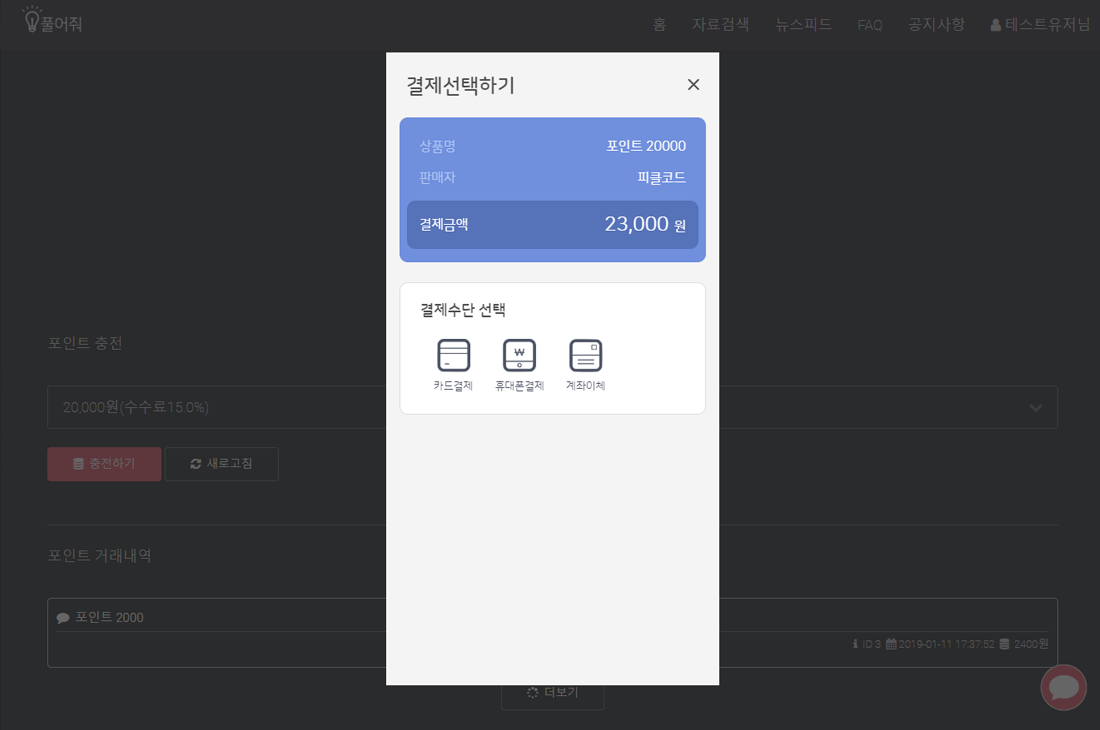 풀어줘
홈 자료검색 뉴스피드 FAQ 공지사항 테스트유저님
결제선택하기
상품명 포인트 20000
판매자 피클코드
결제금액 23,000 원
결제수단 선택
₩
카드결제 휴대폰결제 계좌이체
포인트 충전
20,000원(수수료15.0%)
충전하기 새로고침
포인트 거래내역
포인트 2000
ID 3 2019-01-11 17:37:52 2400원
더보기